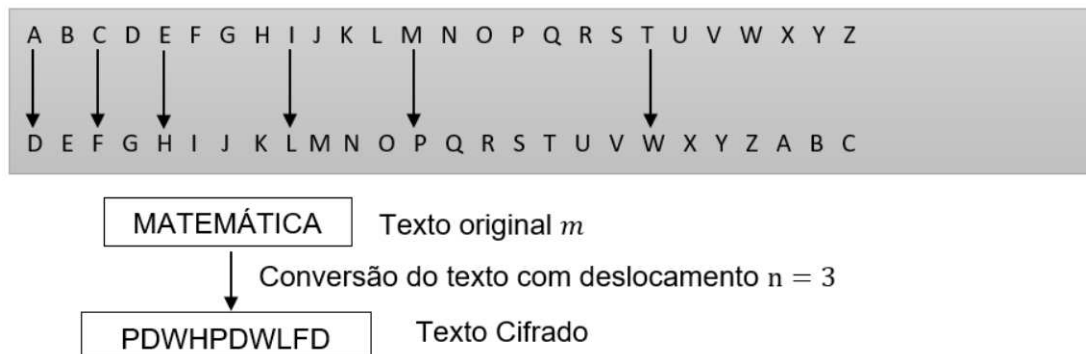 A B C D E F G H I J K L M N O P Q R S T U V W X Y Z
D E F G H I J K L M N O P Q R S T U V W X Y Z A B C
MATEMÁTICA Texto original m
Conversão do texto com deslocamento n = 3
PDWHPDWLFD Texto Cifrado